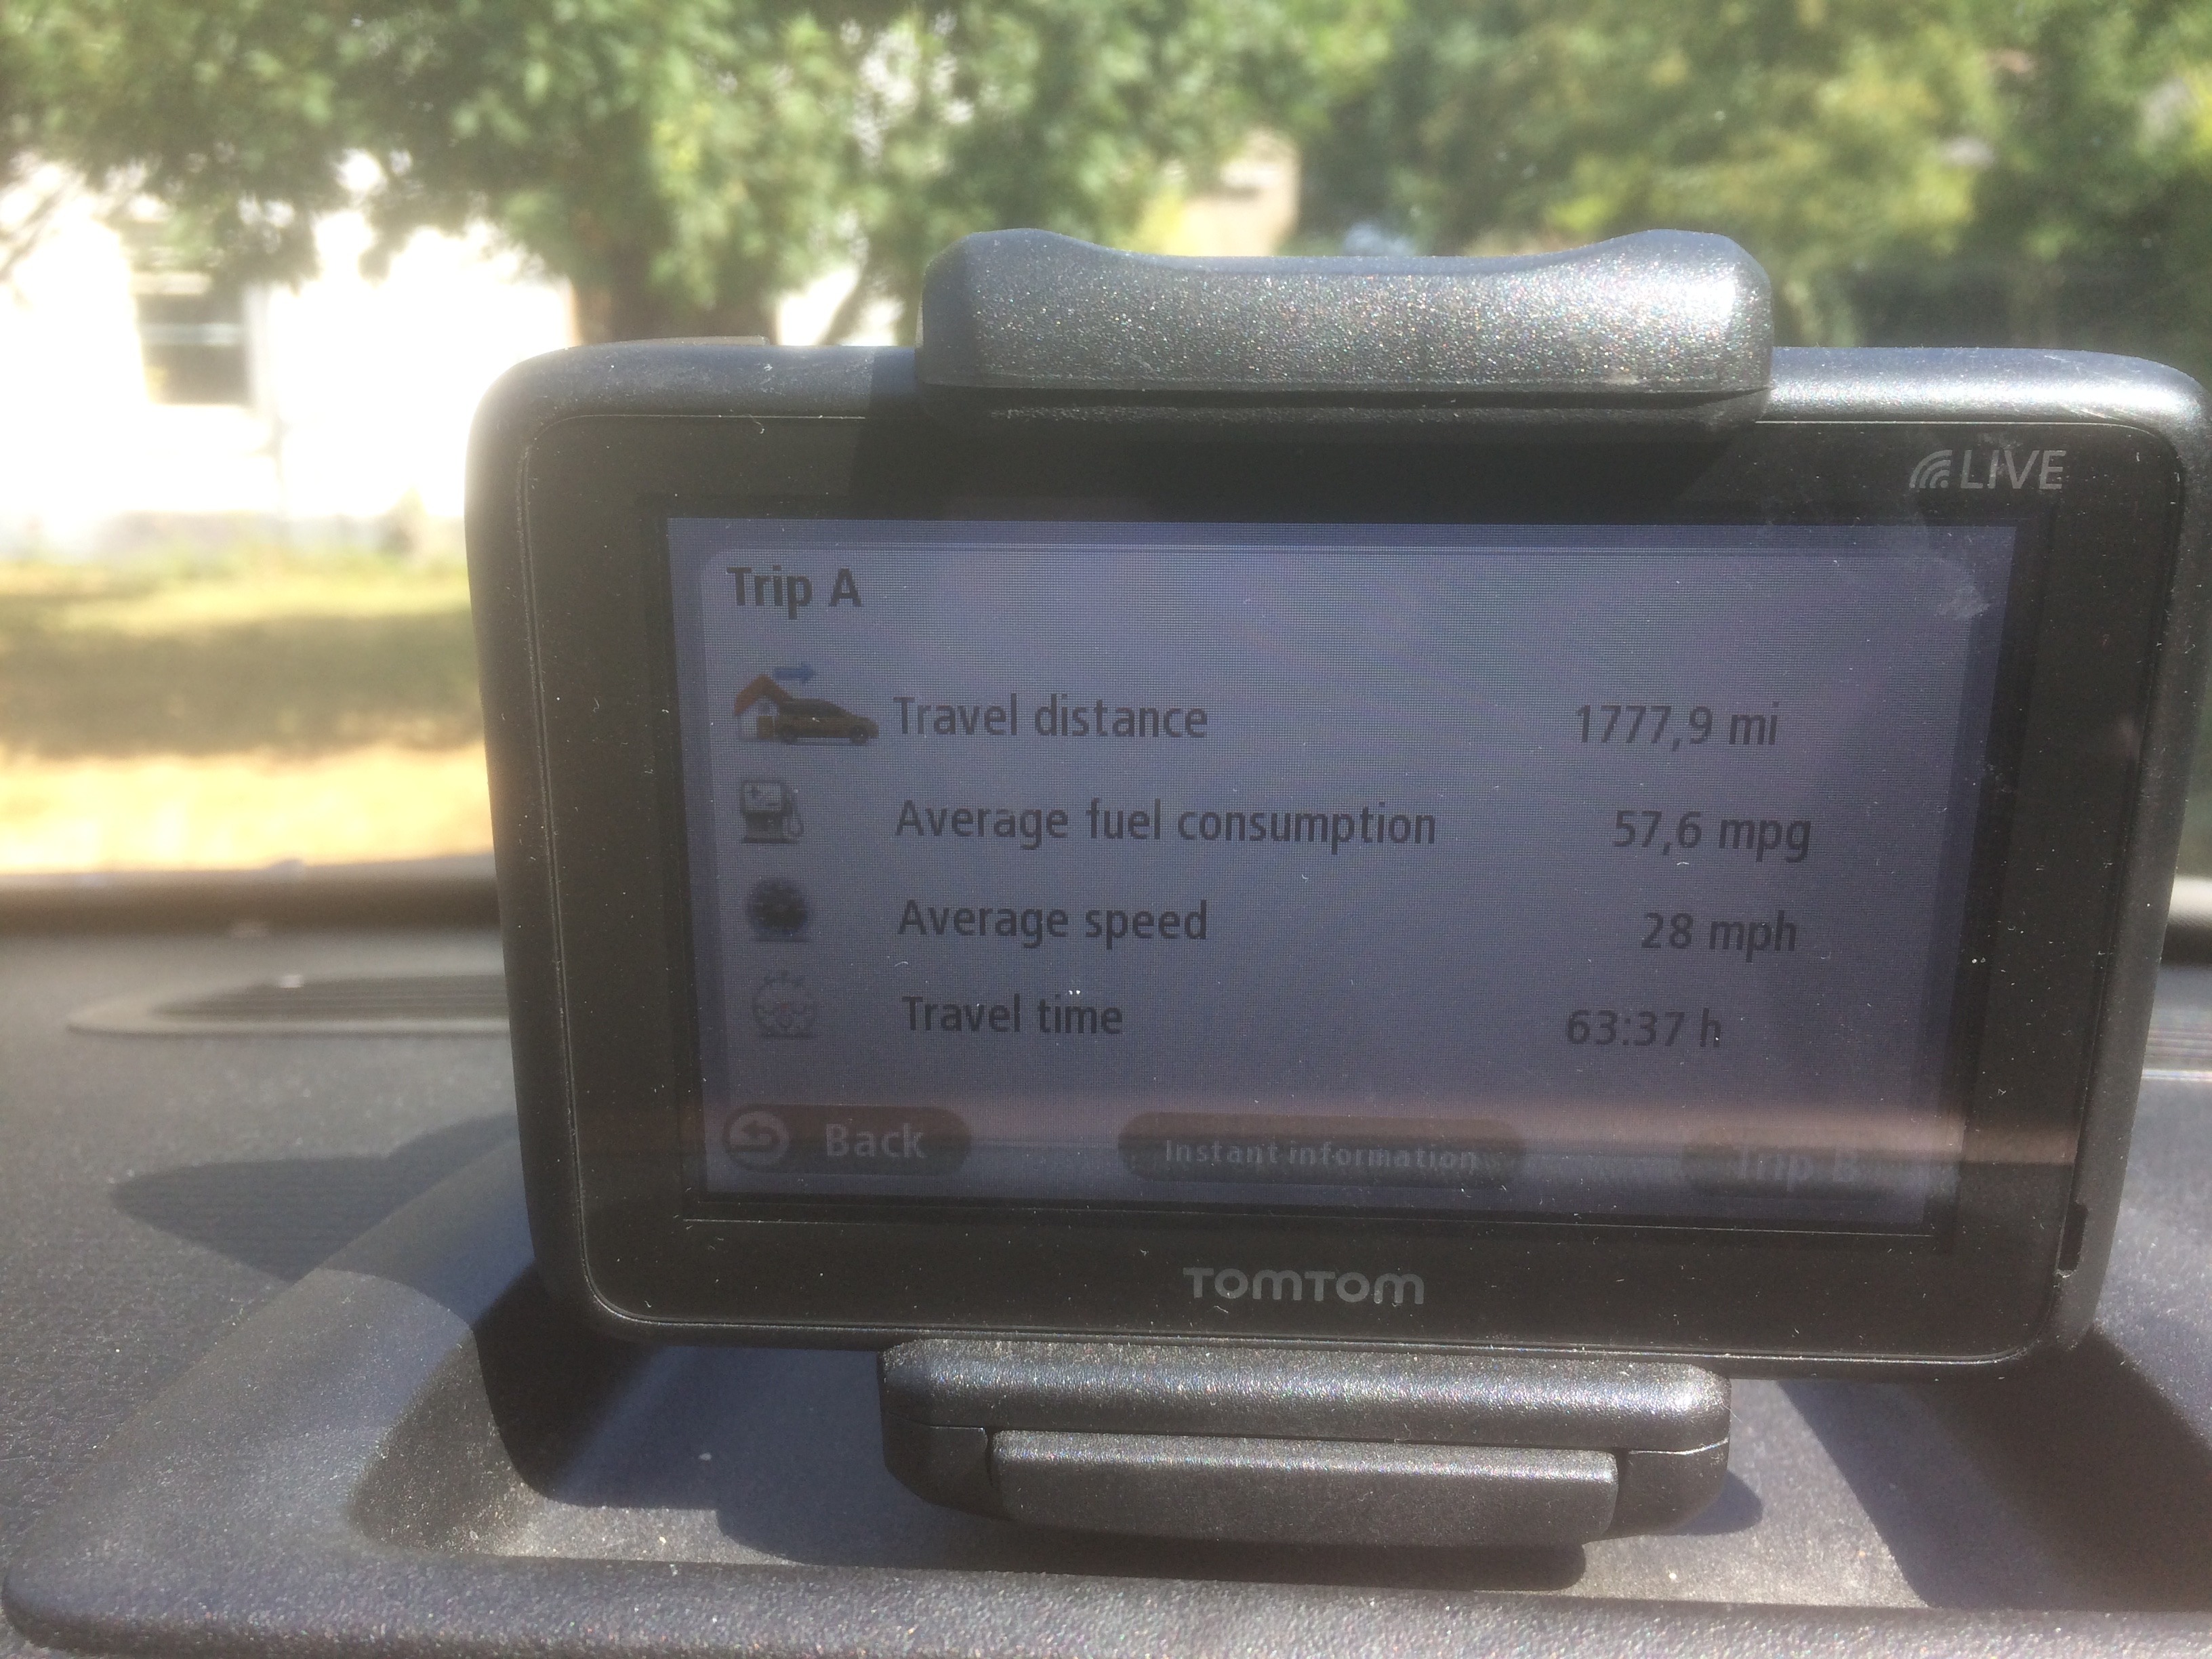 LIVE
Trip A
Travel distance 1777,9 mi
Average fuel consumption 57,6 mpg
Average speed 28 mph
Travel time 63:37 h
Back Instant information Trip B
TOMTOM